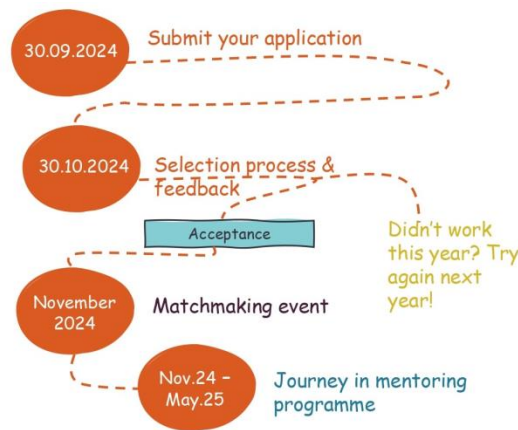 30.09.2024
Submit your application
30.10.2024
Selection process &
feedback
Acceptance
Didn't work
this year? Try
again next
year!
November
2024
Matchmaking event
Nov.24 –
May.25
Journey in mentoring
programme